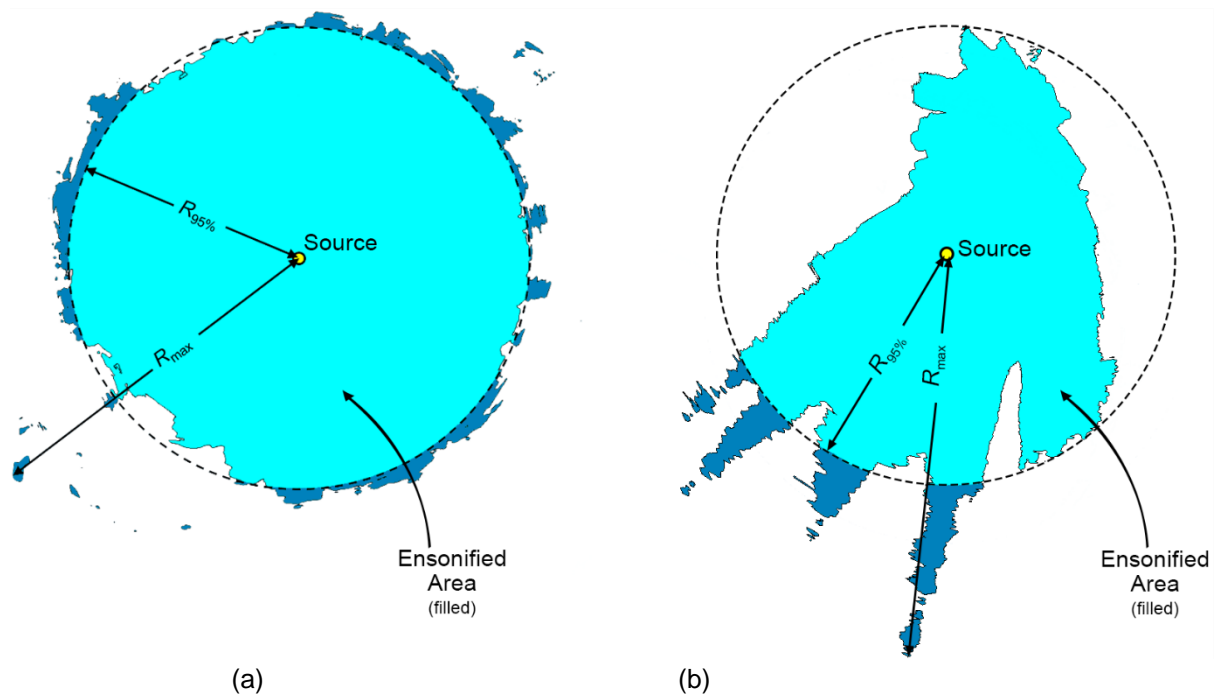 R95%
Source
Rmax
Ensonified
Area
(filled)
(a)
Source
R95%
Rmax
Ensonified
Area
(filled)
(b)